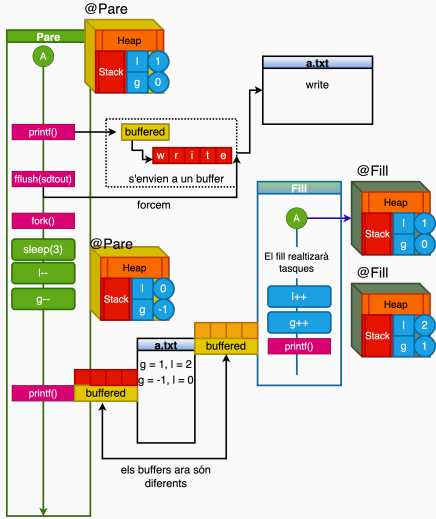 @Pare
Pare
Heap
A
Stack
l
1
g
0
a.txt
write
printf()
buffered
w r i t e
s'envien a un buffer
fflush(sdtout)
forcem
fork()
sleep(3)
l--
g--
@Pare
Heap
Stack
l
0
g
-1
Fill
A
El fill realtizarà
tasques
l++
g++
printf()
@Fill
Heap
Stack
l
1
g
0
@Fill
Heap
Stack
l
2
g
1
a.txt
g = 1, l = 2
g = -1, l = 0
buffered
printf()
buffered
els buffers ara són
diferents